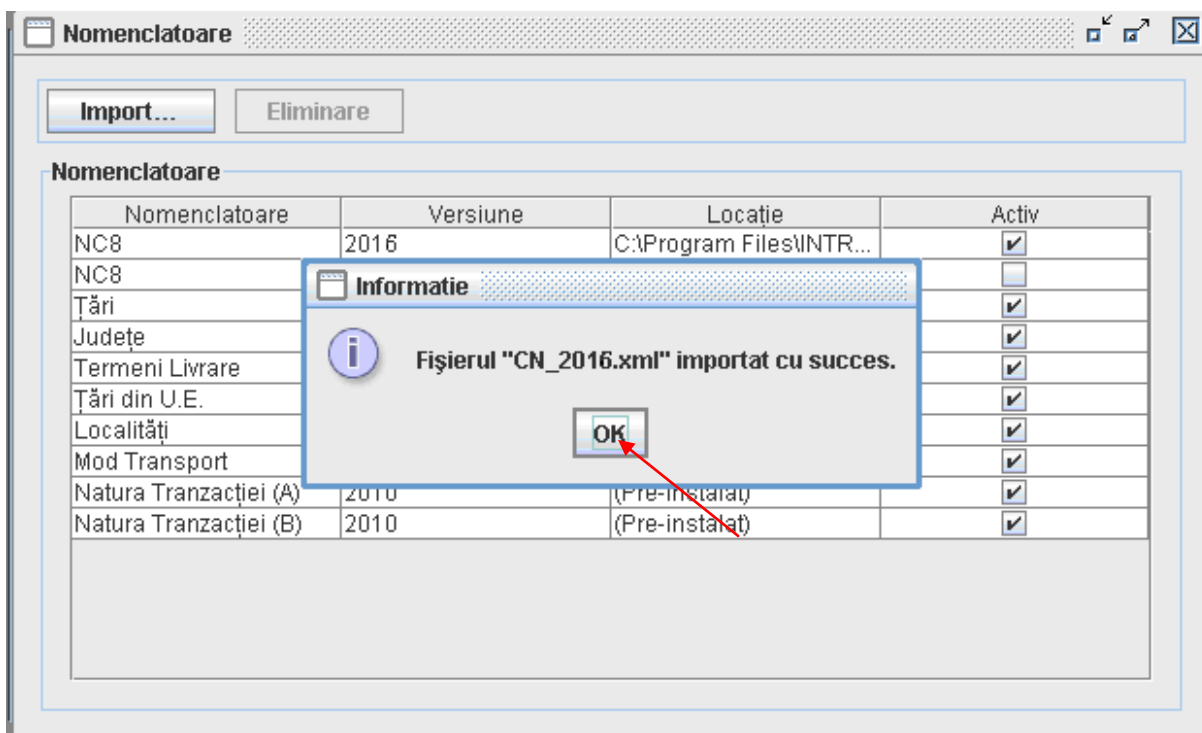 Nomenclatoare
Import... Eliminare
Nomenclatoare
Nomenclatoare Versiune Locație Activ
NC8 2016 C:\Program Files\INTR...
NC8
Informatie
Țări
Județe
Fişierul "CN_2016.xml" importat cu succes.
Termeni Livrare
Țări din U.E.
Localități
OK
Mod Transport
Natura Tranzacției (A) 2010 (Pre-instalat)
Natura Tranzacției (B) 2010 (Pre-instalat)